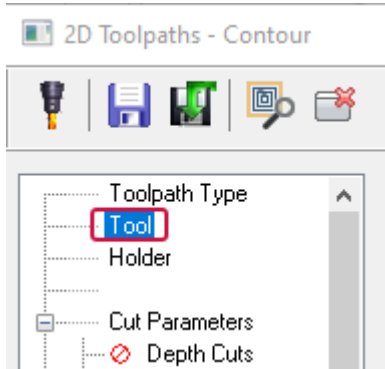 2D Toolpaths - Contour
Toolpath Type
Tool
Holder
Cut Parameters
Depth Cuts